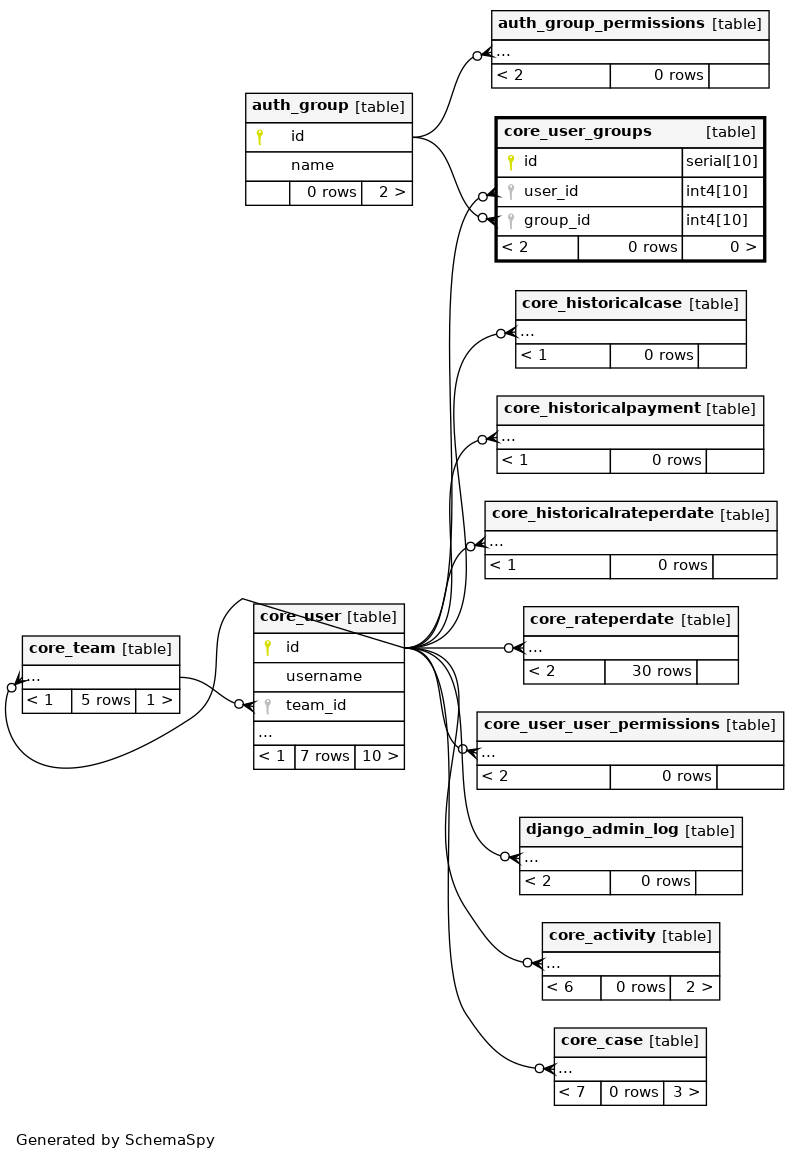 auth_group_permissions [table]
...
< 2 0 rows
auth_group [table]
id
name
0 rows 2 >
core_user_groups [table]
id serial[10]
user_id int4[10]
group_id int4[10]
< 2 0 rows 0 >
core_historicalcase [table]
...
< 1 0 rows
core_historicalpayment [table]
...
< 1 0 rows
core_historicalrateperdate [table]
...
< 1 0 rows
core_team [table]
...
< 1 5 rows 1 >
core_user [table]
id
username
team_id
...
< 1 7 rows 10 >
core_rateperdate [table]
...
< 2 30 rows
core_user_user_permissions [table]
...
< 2 0 rows
django_admin_log [table]
...
< 2 0 rows
core_activity [table]
...
< 6 0 rows 2 >
core_case [table]
...
< 7 0 rows 3 >
Generated by SchemaSpy